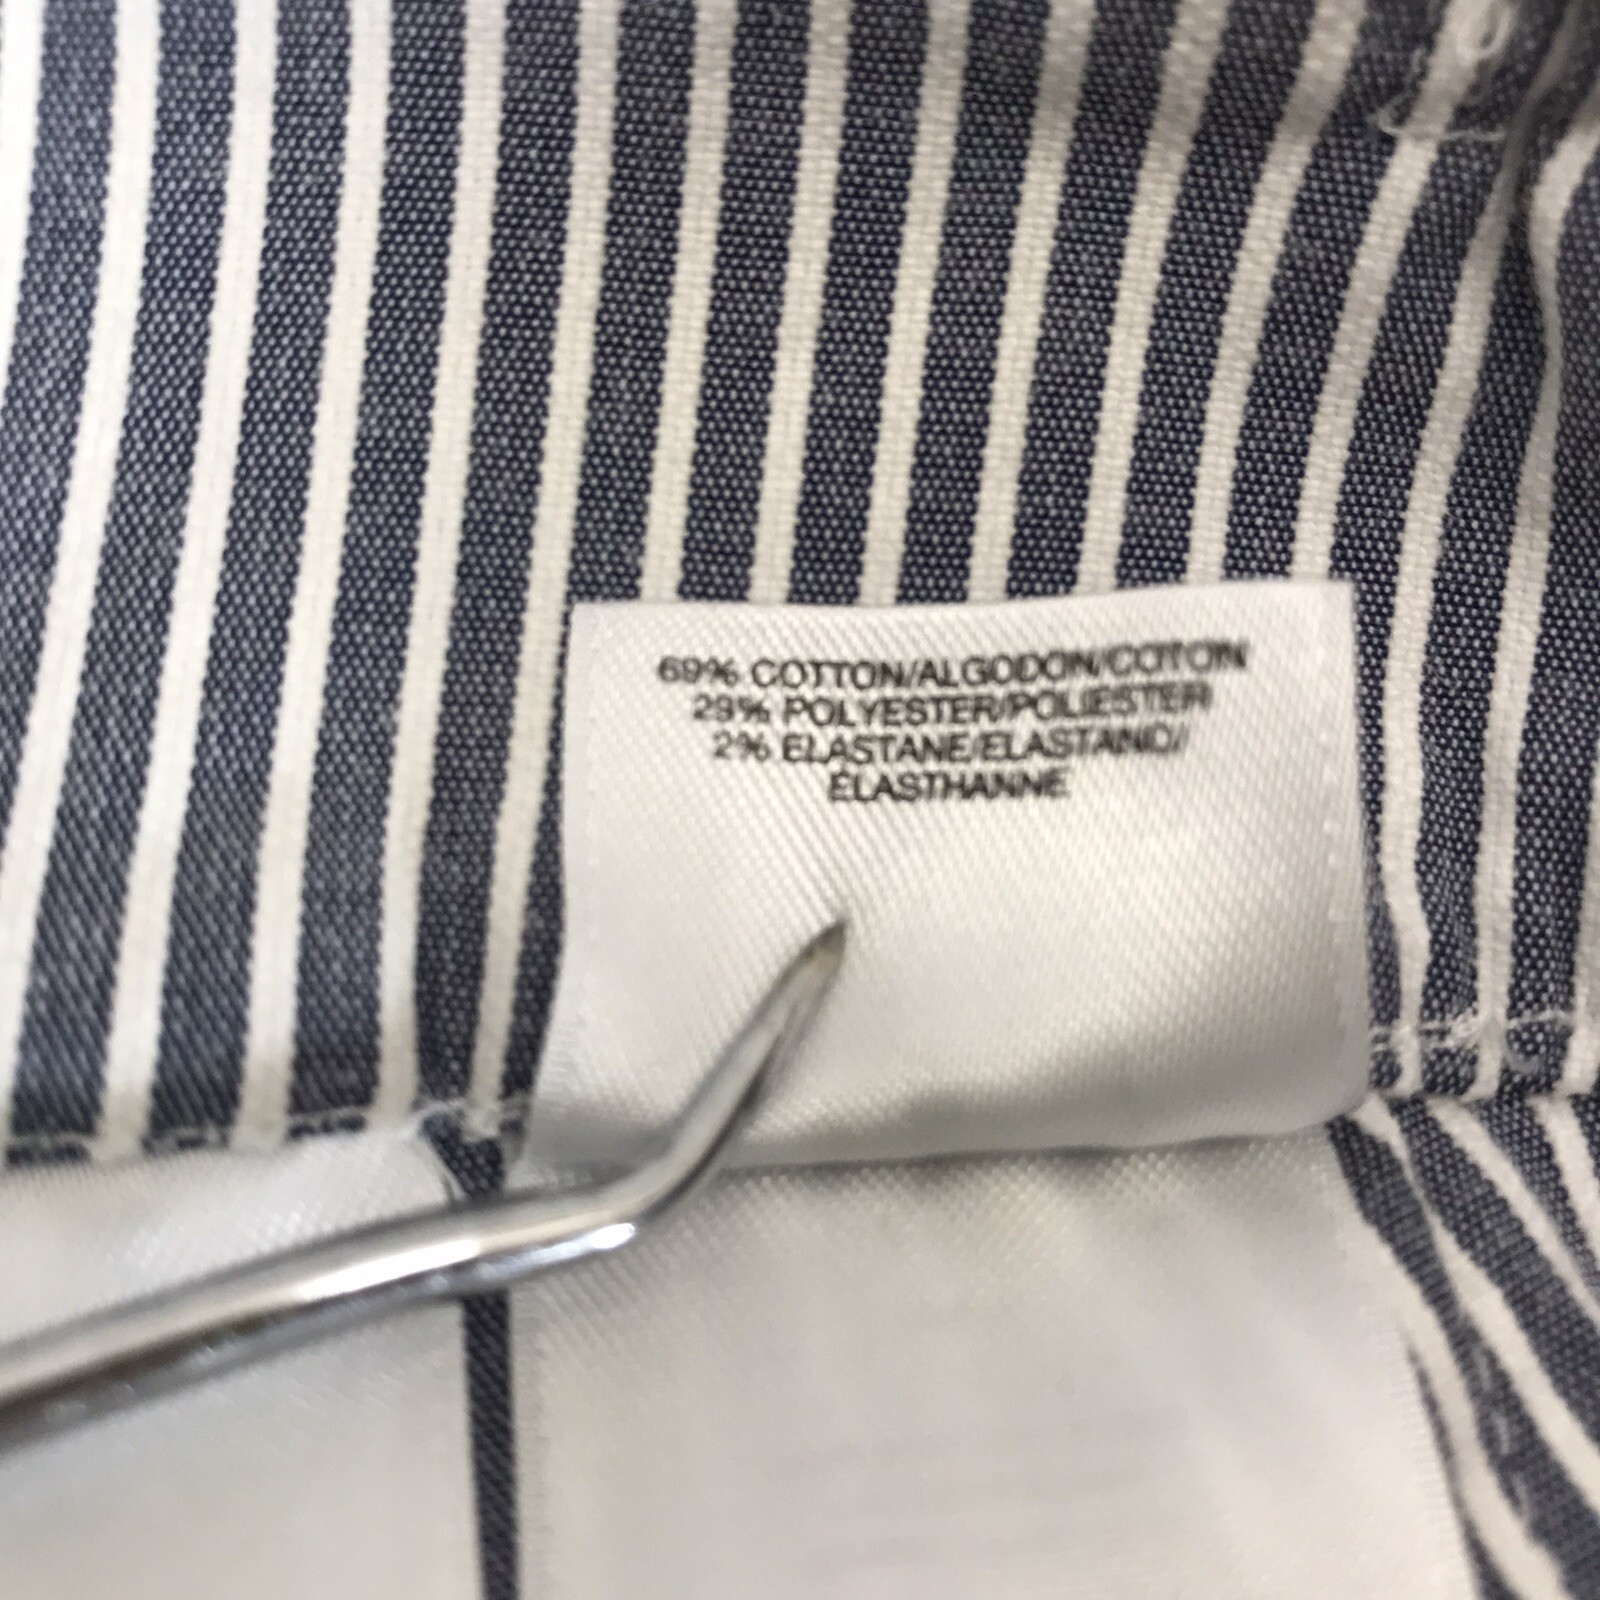 69% COTTON/ALGODON/COTON
29% POLYESTER/POLIESTER
2% ELASTANE/ELASTANO/
ÉLASTHANNE